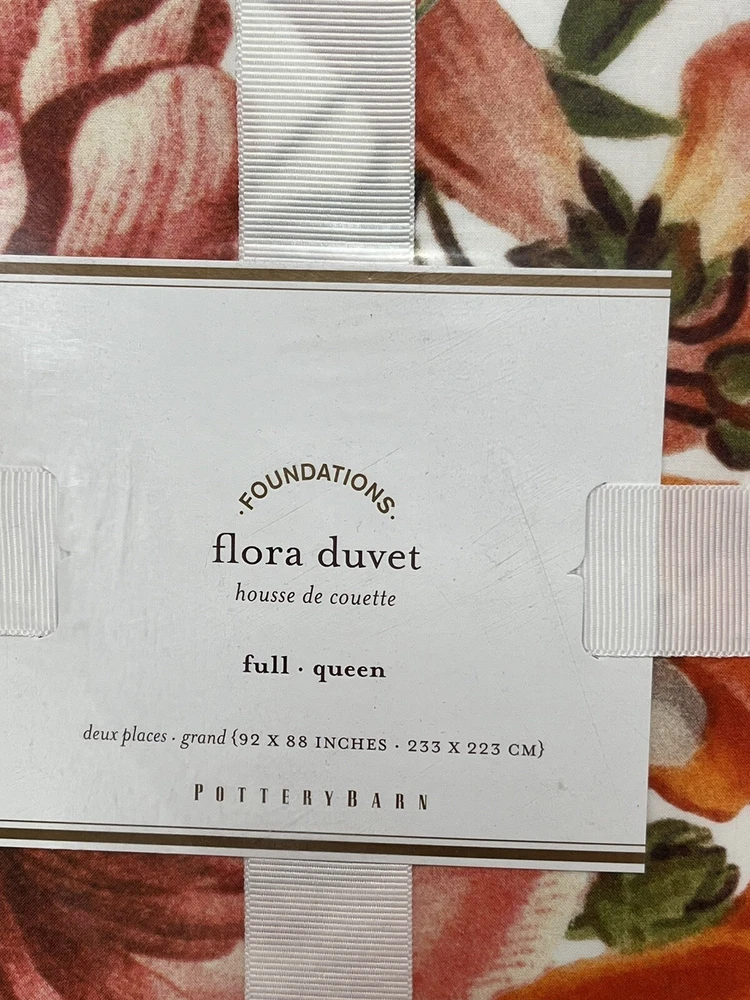 ·FOUNDATIONS·
flora duvet
housse de couette
full · queen
deux places · grand {92 X 88 INCHES · 233 X 223 CM}
POTTERYBARN